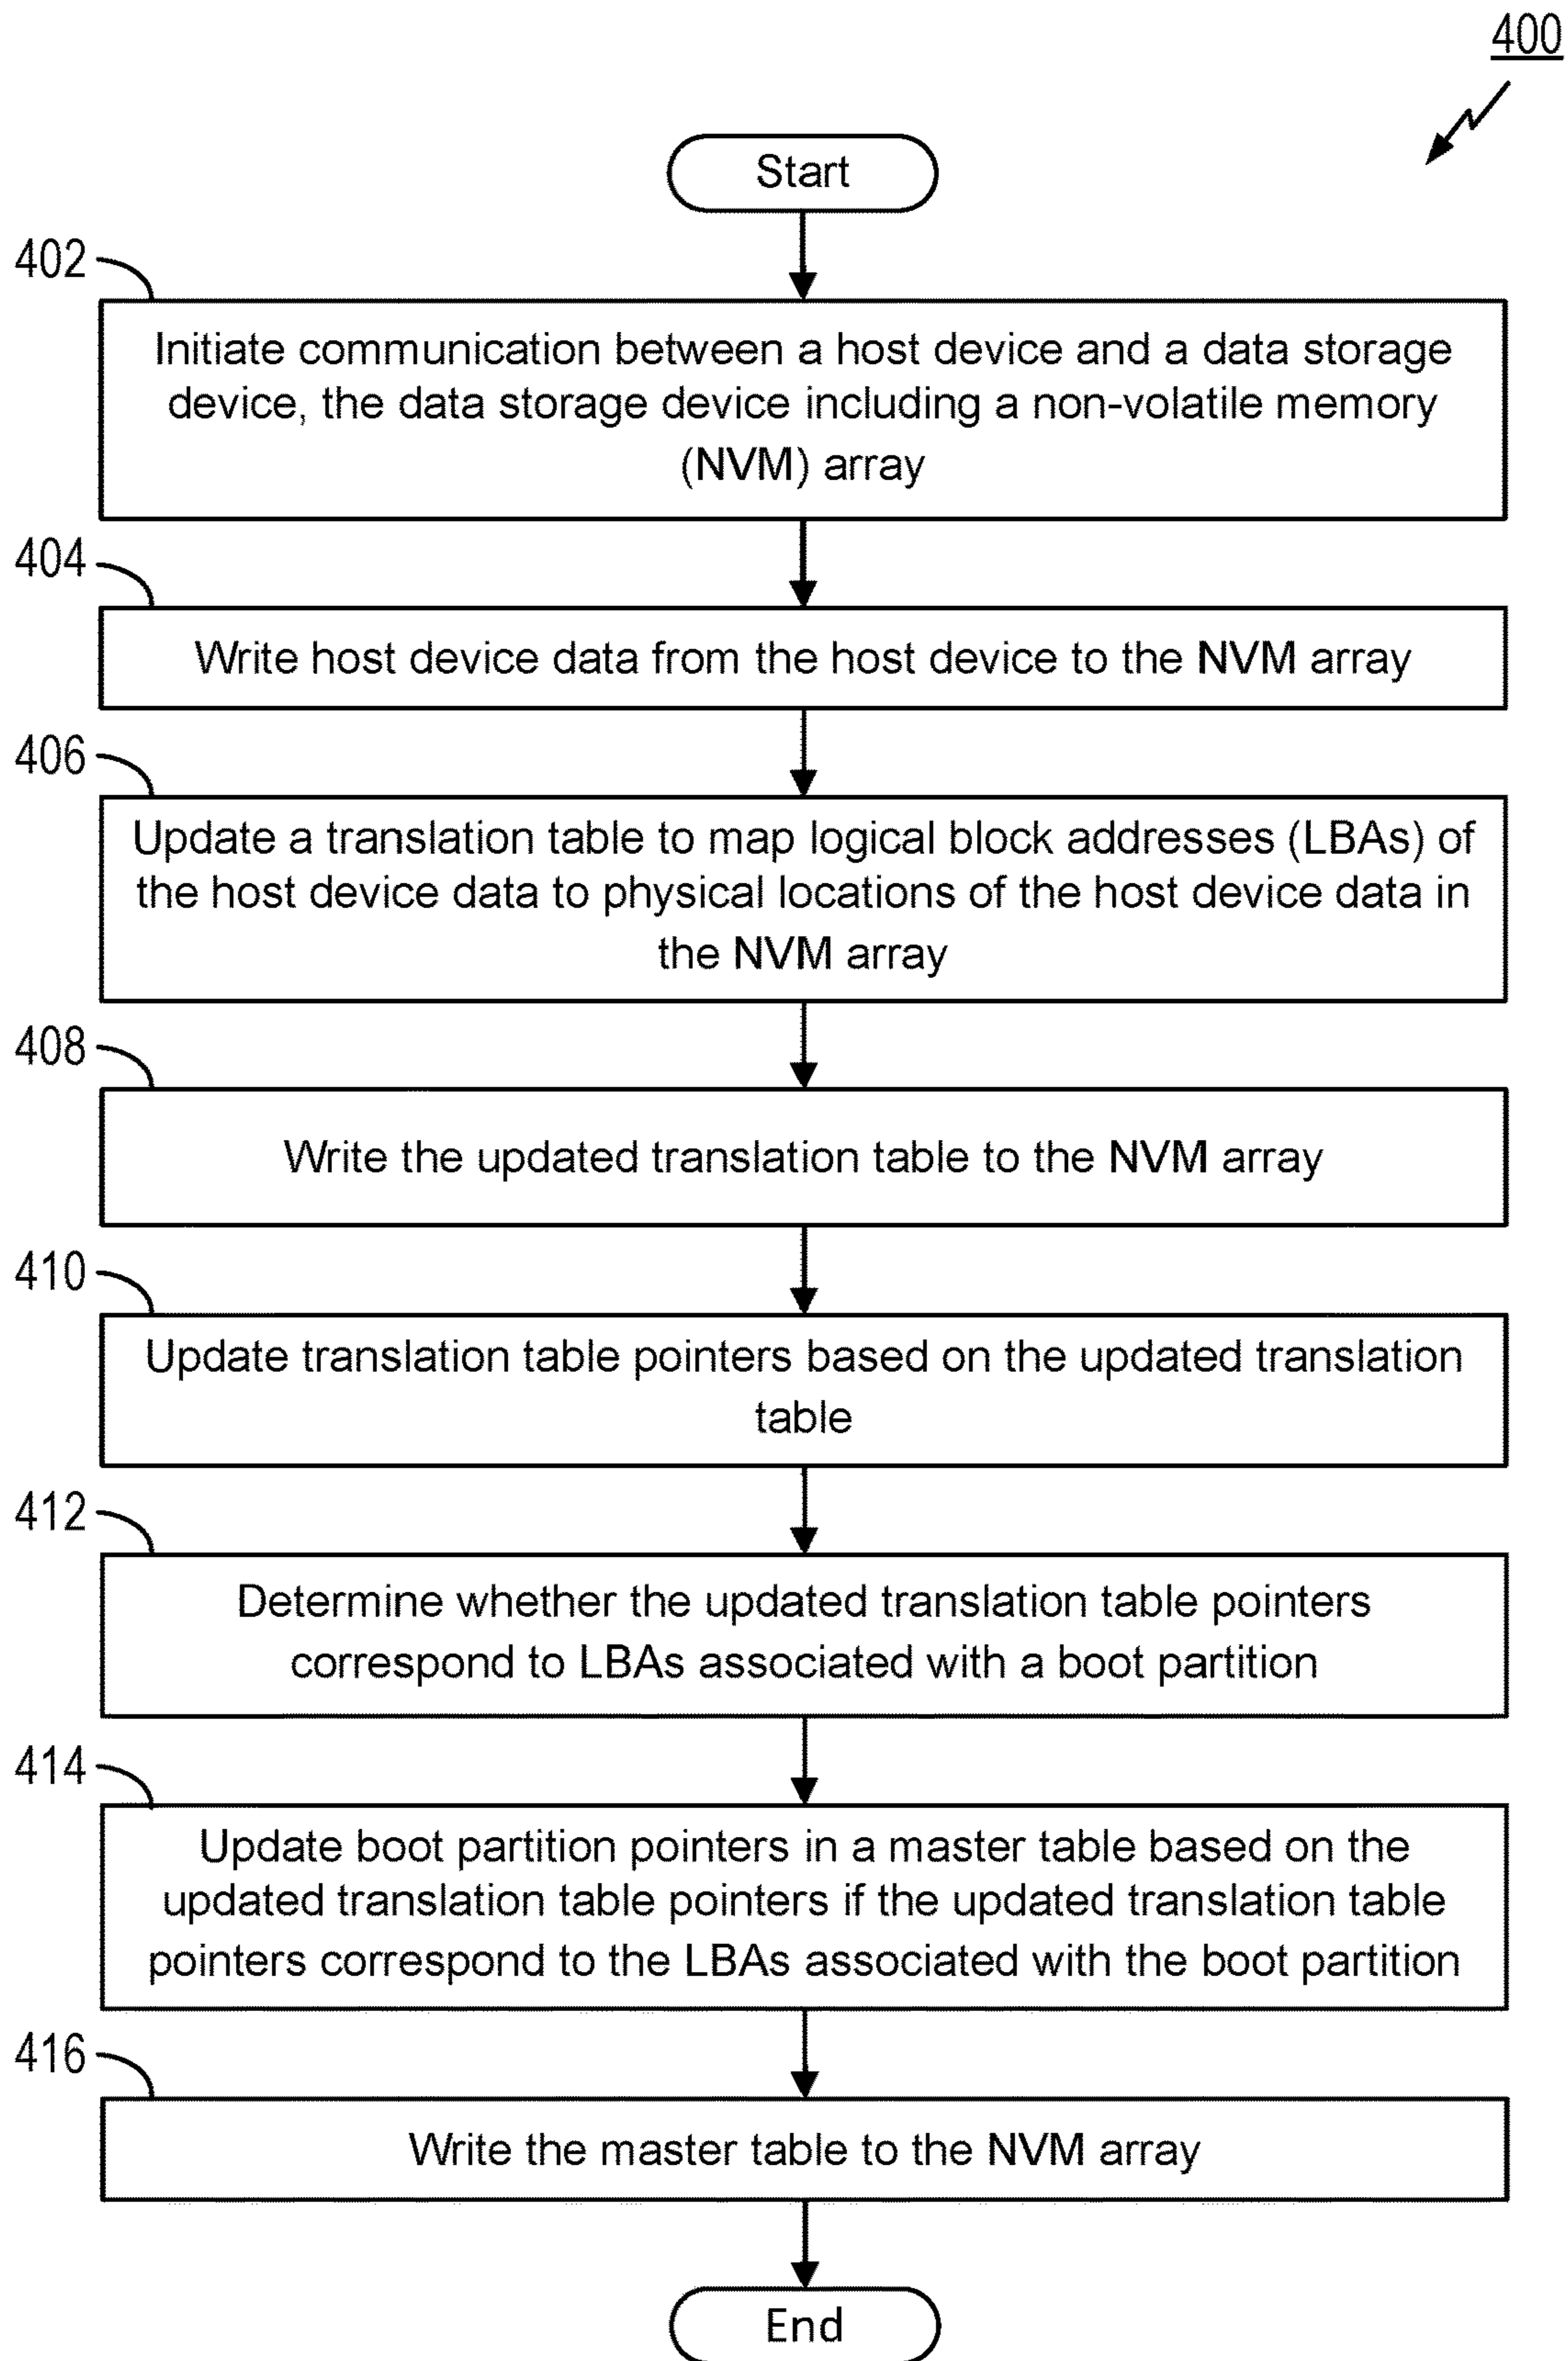 400
Start
402
Initiate communication between a host device and a data storage
device, the data storage device including a non-volatile memory
(NVM) array
404
Write host device data from the host device to the NVM array
406
Update a translation table to map logical block addresses (LBAs) of
the host device data to physical locations of the host device data in
the NVM array
408
Write the updated translation table to the NVM array
410
Update translation table pointers based on the updated translation
table
412
Determine whether the updated translation table pointers
correspond to LBAs associated with a boot partition
414
Update boot partition pointers in a master table based on the
updated translation table pointers if the updated translation table
pointers correspond to the LBAs associated with the boot partition
416
Write the master table to the NVM array
End